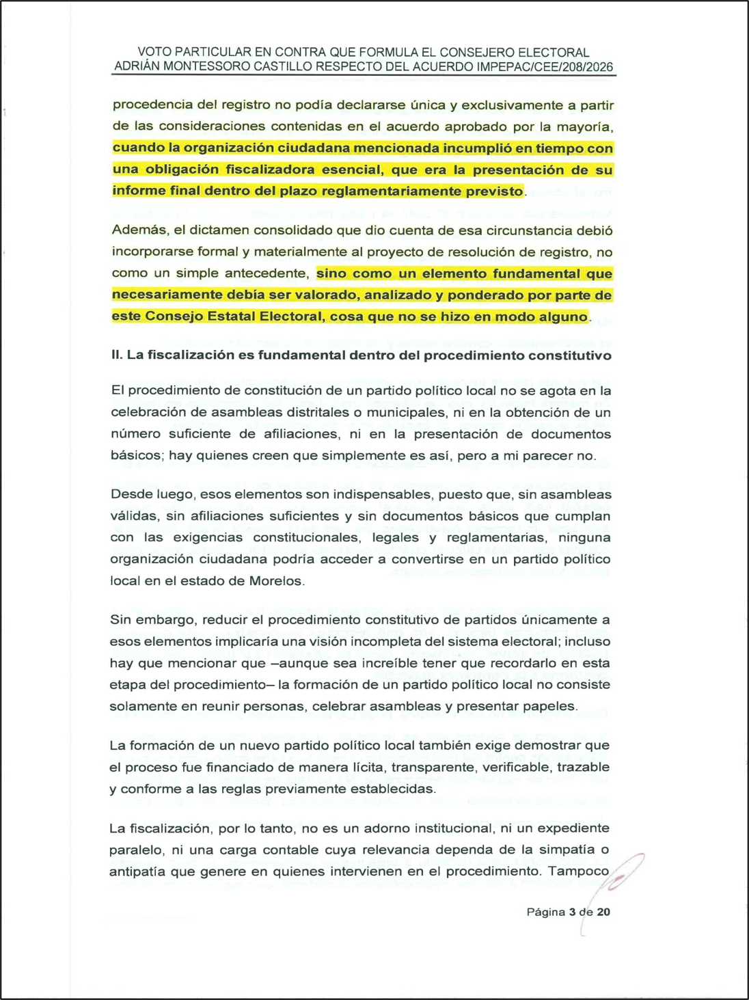 VOTO PARTICULAR EN CONTRA QUE FORMULA EL CONSEJERO ELECTORAL
ADRIÁN MONTESSORO CASTILLO RESPECTO DEL ACUERDO IMPEPAC/CEE/208/2026
procedencia del registro no podía declararse única y exclusivamente a partir
de las consideraciones contenidas en el acuerdo aprobado por la mayoría,
cuando la organización ciudadana mencionada incumplió en tiempo con
una obligación fiscalizadora esencial, que era la presentación de su
informe final dentro del plazo reglamentariamente previsto.
Además, el dictamen consolidado que dio cuenta de esa circunstancia debió
incorporarse formal y materialmente al proyecto de resolución de registro, no
como un simple antecedente, sino como un elemento fundamental que
necesariamente debía ser valorado, analizado y ponderado por parte de
este Consejo Estatal Electoral, cosa que no se hizo en modo alguno.
II. La fiscalización es fundamental dentro del procedimiento constitutivo
El procedimiento de constitución de un partido político local no se agota en la
celebración de asambleas distritales o municipales, ni en la obtención de un
número suficiente de afiliaciones, ni en la presentación de documentos
básicos; hay quienes creen que simplemente es así, pero a mi parecer no.
Desde luego, esos elementos son indispensables, puesto que, sin asambleas
válidas, sin afiliaciones suficientes y sin documentos básicos que cumplan
con las exigencias constitucionales, legales y reglamentarias, ninguna
organización ciudadana podría acceder a convertirse en un partido político
local en el estado de Morelos.
Sin embargo, reducir el procedimiento constitutivo de partidos únicamente a
esos elementos implicaría una visión incompleta del sistema electoral; incluso
hay que mencionar que –aunque sea increíble tener que recordarlo en esta
etapa del procedimiento– la formación de un partido político local no consiste
solamente en reunir personas, celebrar asambleas y presentar papeles.
La formación de un nuevo partido político local también exige demostrar que
el proceso fue financiado de manera lícita, transparente, verificable, trazable
y conforme a las reglas previamente establecidas.
La fiscalización, por lo tanto, no es un adorno institucional, ni un expediente
paralelo, ni una carga contable cuya relevancia dependa de la simpatía o
antipatía que genere en quienes intervienen en el procedimiento. Tampoco
Página 3 de 20